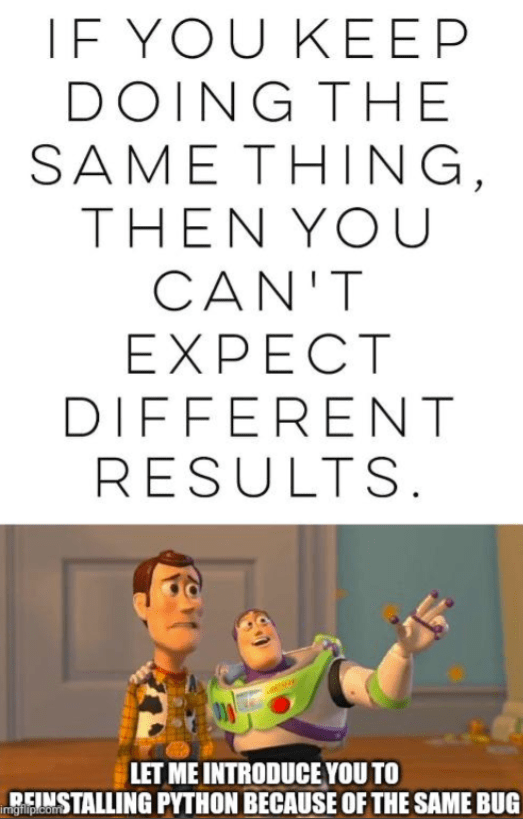 IF YOU KEEP
DOING THE
SAME THING,
THEN YOU
CAN'T
EXPECT
DIFFERENT
RESULTS.
LIGHTYEAR
LET ME INTRODUCE YOU TO
REINSTALLING PYTHON BECAUSE OF THE SAME BUG
imgflip.com